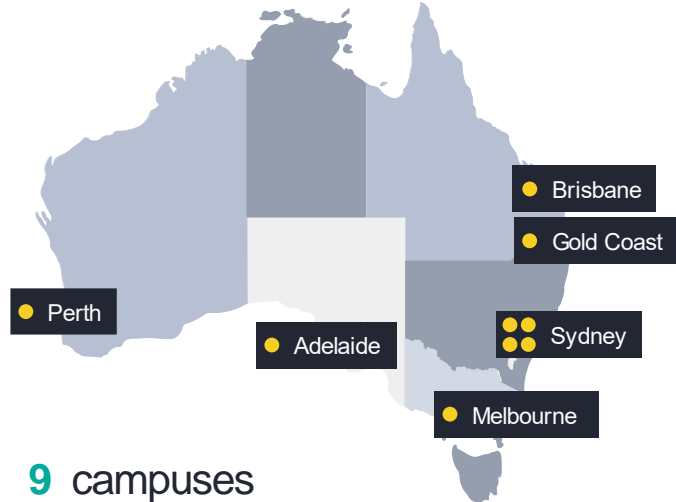 Brisbane
Gold Coast
Perth
Sydney
Adelaide
Melbourne
9 campuses